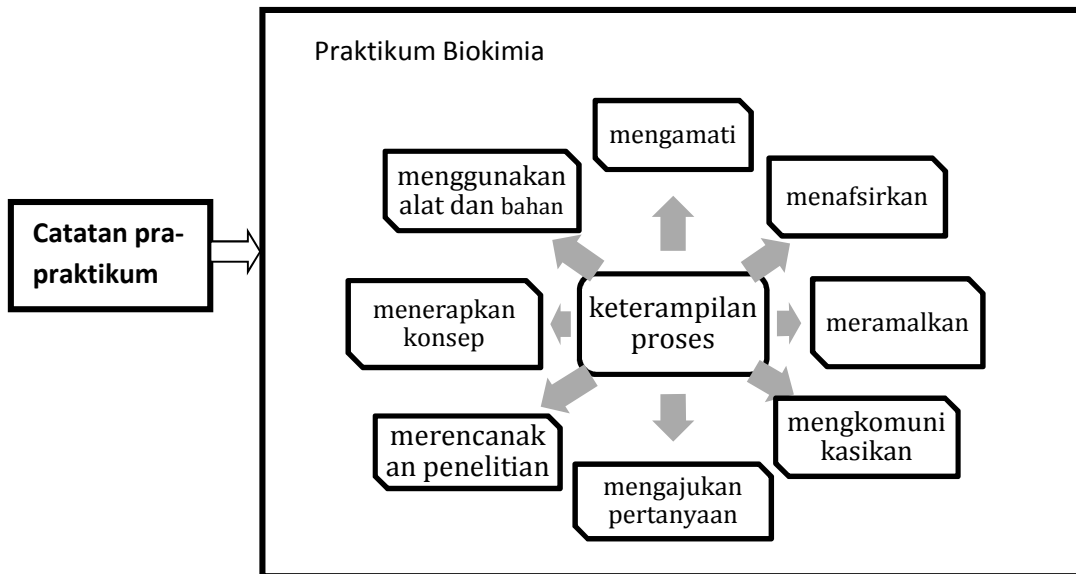 Praktikum Biokimia
mengamati
menggunakan
alat dan bahan
menafsirkan
Catatan pra-
praktikum
menerapkan
konsep
keterampilan
proses
meramalkan
merencanak
an penelitian
mengkomuni
kasikan
mengajukan
pertanyaan